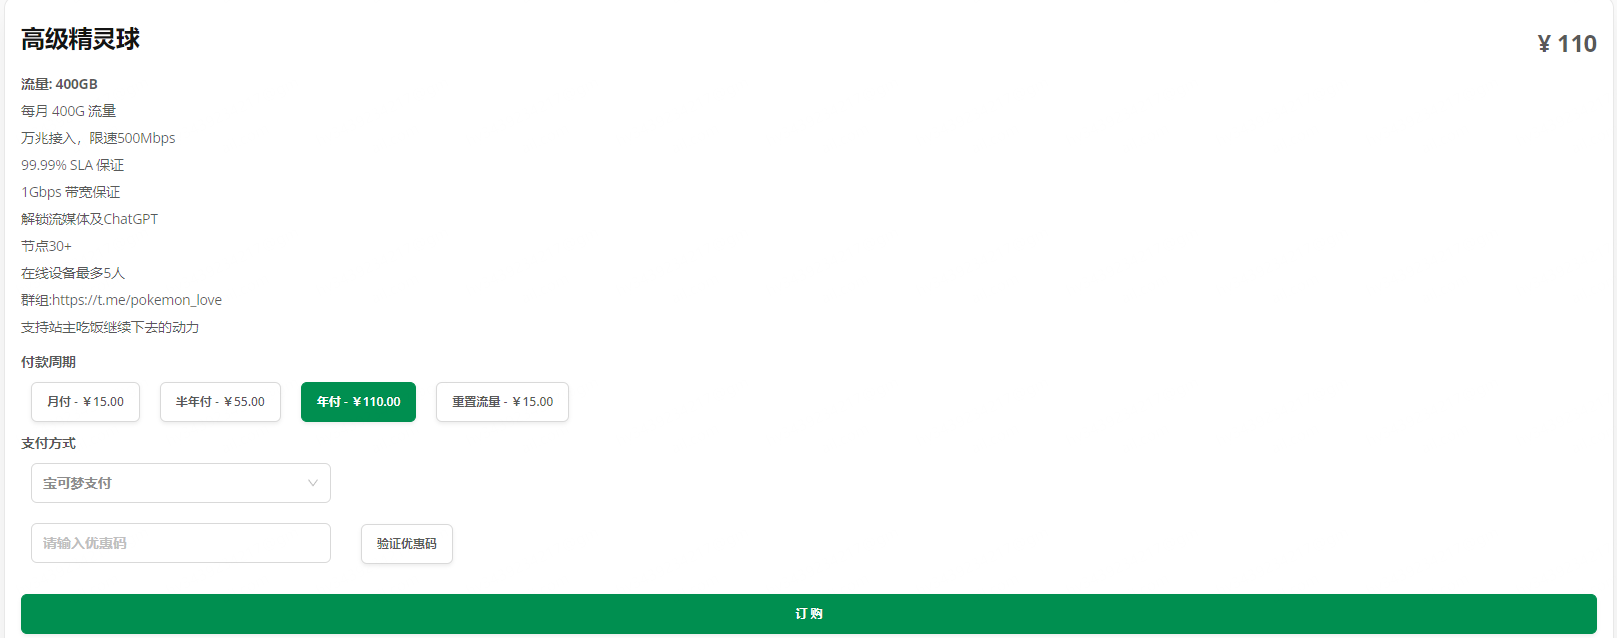 高级精灵球
¥ 110
流量: 400GB
每月 400G 流量
万兆接入，限速500Mbps
99.99% SLA 保证
1Gbps 带宽保证
解锁流媒体及ChatGPT
节点30+
在线设备最多5人
群组:https://t.me/pokemon_love
支持站主吃饭继续下去的动力
付款周期
月付 - ¥15.00
半年付 - ¥55.00
年付 - ¥110.00
重置流量 - ¥15.00
支付方式
宝可梦支付
请输入优惠码
验证优惠码
订 购